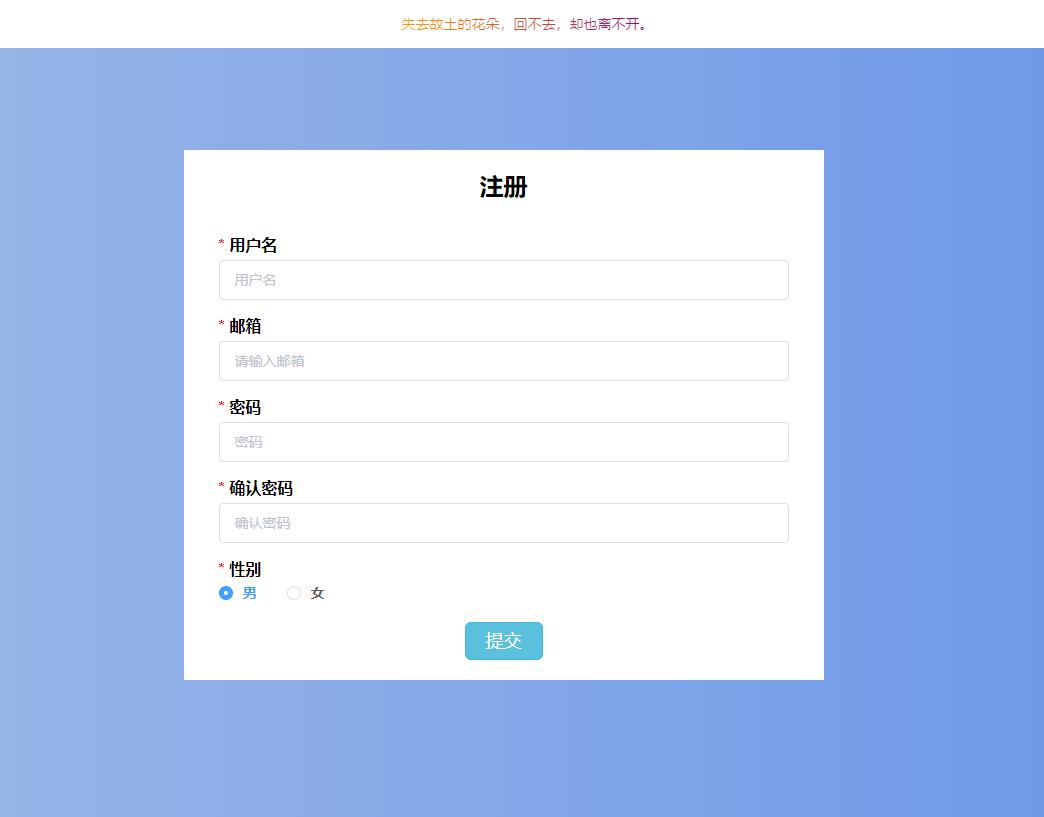 失去故土的花朵，回不去，却也离不开。
注册
* 用户名
用户名
* 邮箱
请输入邮箱
* 密码
密码
* 确认密码
确认密码
* 性别
男 女
提交